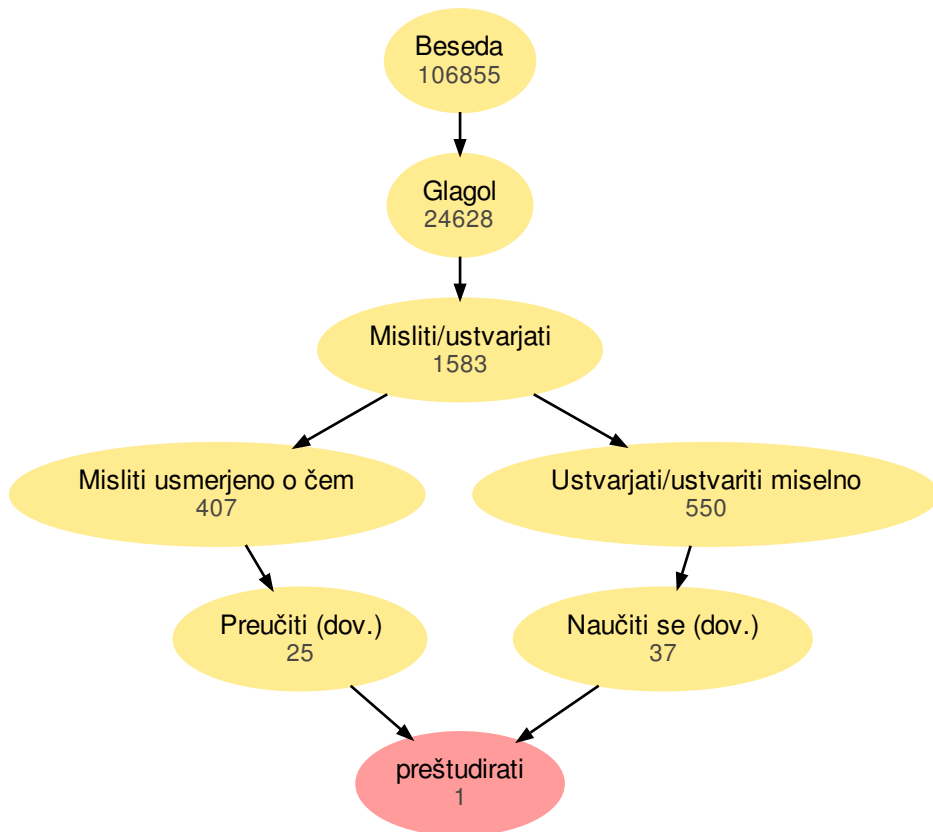 Beseda
106855
Glagol
24628
Misliti/ustvarjati
1583
Misliti usmerjeno o čem
407
Ustvarjati/ustvariti miselno
550
Preučiti (dov.)
25
Naučiti se (dov.)
37
preštudirati
1